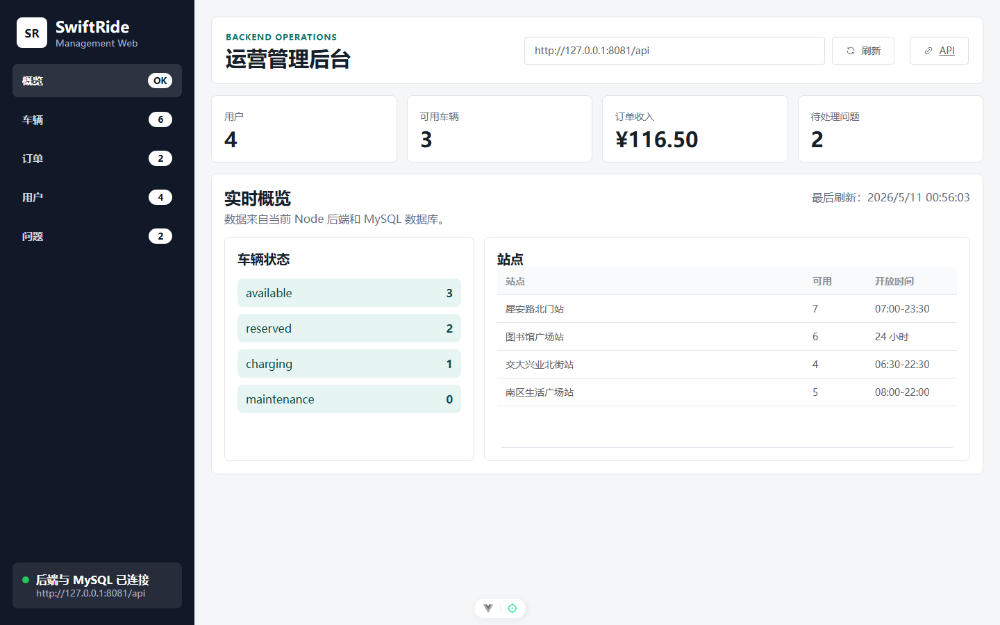 SR
SwiftRide
Management Web
概览 OK
车辆 6
订单 2
用户 4
问题 2
后端与 MySQL 已连接
http://127.0.0.1:8081/api
BACKEND OPERATIONS
运营管理后台
http://127.0.0.1:8081/api
刷新
API
用户
4
可用车辆
3
订单收入
¥116.50
待处理问题
2
实时概览
最后刷新：2026/5/11 00:56:03
数据来自当前 Node 后端和 MySQL 数据库。
车辆状态
available 3
reserved 2
charging 1
maintenance 0
站点
站点 可用 开放时间
犀安路北门站 7 07:00-23:30
图书馆广场站 6 24 小时
交大兴业北街站 4 06:30-22:30
南区生活广场站 5 08:00-22:00